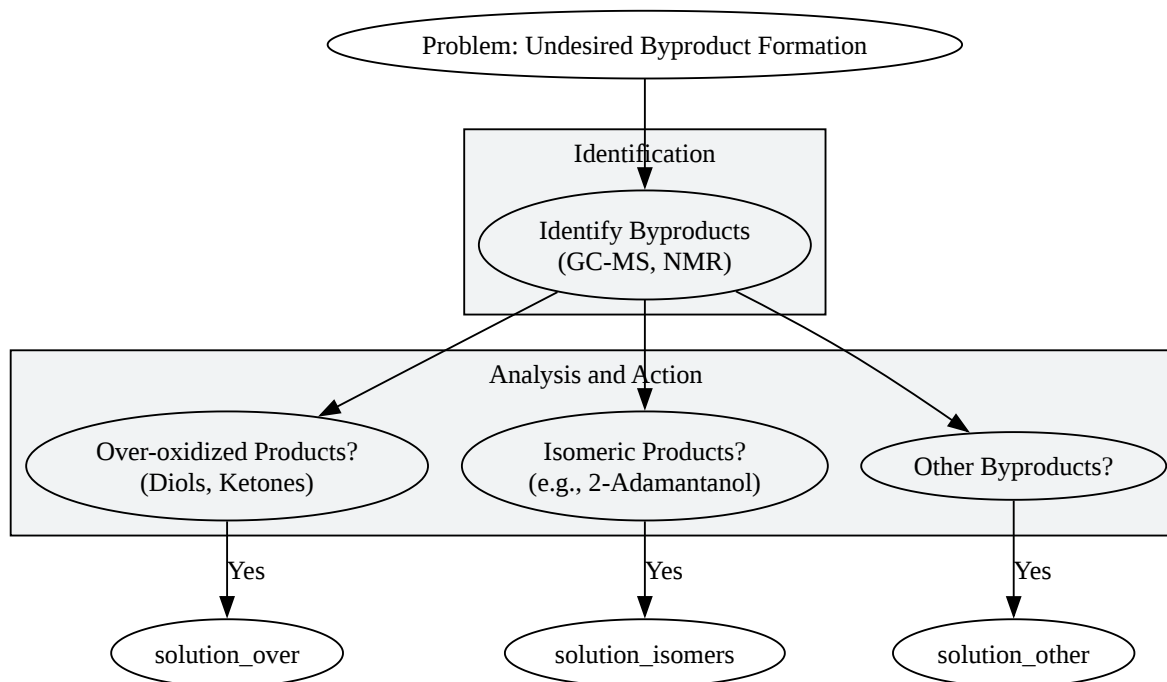 Problem: Undesired Byproduct Formation
Identification
Identify Byproducts
(GC-MS, NMR)
Analysis and Action
Over-oxidized Products?
(Diols, Ketones)
Isomeric Products?
(e.g., 2-Adamantanol)
Other Byproducts?
Yes
Yes
Yes
solution_over
solution_isomers
solution_other